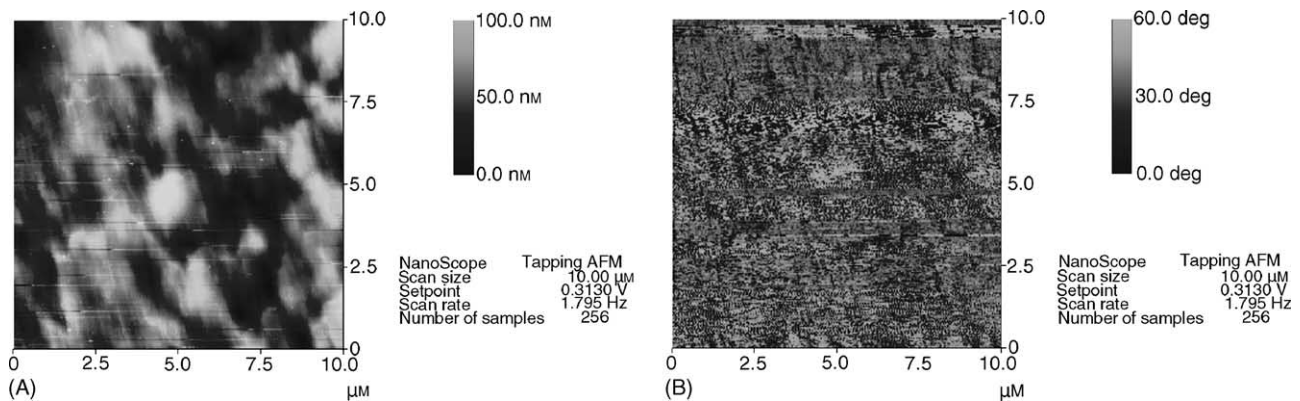 100.0 nM
50.0 nM
0.0 nM
10.0
7.5
5.0
2.5
0
0 2.5 5.0 7.5 10.0
µM
NanoScope Tapping AFM
Scan size 10.00 µM
Setpoint 0.3130 V
Scan rate 1.795 Hz
Number of samples 256
(A)
60.0 deg
30.0 deg
0.0 deg
10.0
7.5
5.0
2.5
0
0 2.5 5.0 7.5 10.0
µM
NanoScope Tapping AFM
Scan size 10.00 µM
Setpoint 0.3130 V
Scan rate 1.795 Hz
Number of samples 256
(B)